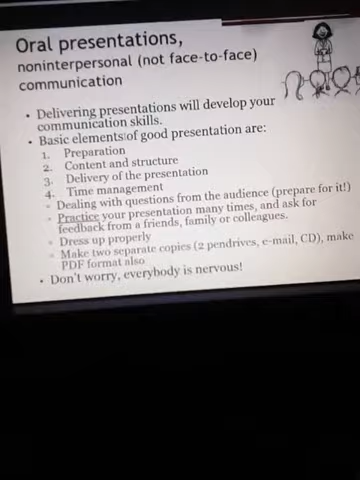 Oral presentations,
noninterpersonal (not face-to-face)
communication
• Delivering presentations will develop your
communication skills.
• Basic elements of good presentation are:
1. Preparation
2. Content and structure
3. Delivery of the presentation
4. Time management
▫ Dealing with questions from the audience (prepare for it!)
▫ Practice your presentation many times, and ask for
feedback from a friends, family or colleagues.
▫ Dress up properly
▫ Make two separate copies (2 pendrives, e-mail, CD), make
PDF format also
• Don't worry, everybody is nervous!